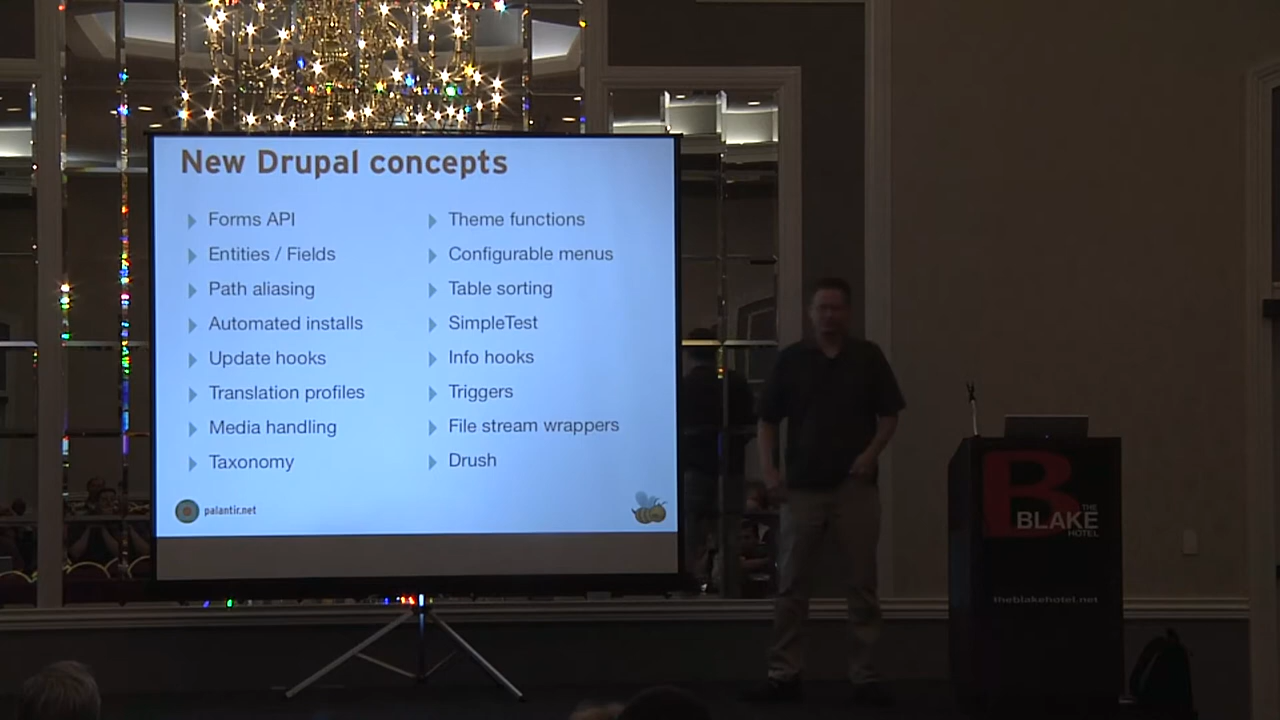 New Drupal concepts
Forms API
Entities / Fields
Path aliasing
Automated installs
Update hooks
Translation profiles
Media handling
Taxonomy
Theme functions
Configurable menus
Table sorting
SimpleTest
Info hooks
Triggers
File stream wrappers
Drush
palantir.net
B
THE
BLAKE
HOTEL
theblakehotel.net